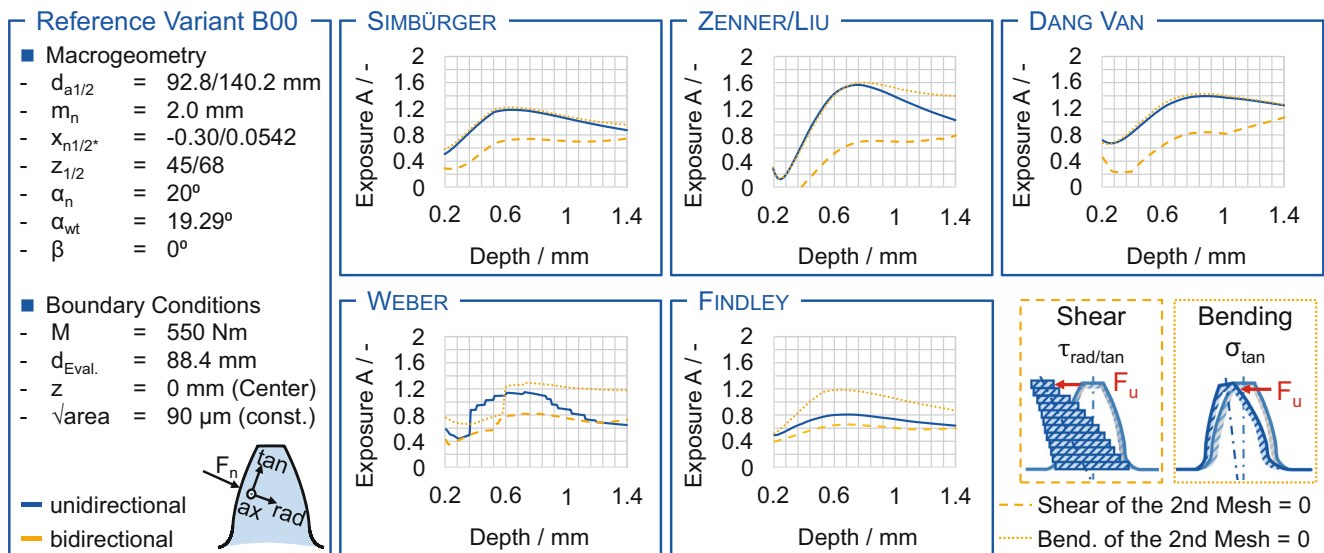 Reference Variant B00
■ Macrogeometry
- d_a1/2 = 92.8/140.2 mm
- m_n = 2.0 mm
- x_n1/2* = -0.30/0.0542
- z_1/2 = 45/68
- α_n = 20º
- α_wt = 19.29º
- β = 0º
■ Boundary Conditions
- M = 550 Nm
- d_Eval. = 88.4 mm
- z = 0 mm (Center)
- √area = 90 µm (const.)
F_n
tan
ax
rad
unidirectional
bidirectional
SIMBÜRGER
Exposure A / -
2
1.6
1.2
0.8
0.4
0
0.2 0.6 1 1.4
Depth / mm
ZENNER/LIU
Exposure A / -
2
1.6
1.2
0.8
0.4
0
0.2 0.6 1 1.4
Depth / mm
DANG VAN
Exposure A / -
2
1.6
1.2
0.8
0.4
0
0.2 0.6 1 1.4
Depth / mm
WEBER
Exposure A / -
2
1.6
1.2
0.8
0.4
0
0.2 0.6 1 1.4
Depth / mm
FINDLEY
Exposure A / -
2
1.6
1.2
0.8
0.4
0
0.2 0.6 1 1.4
Depth / mm
Shear
τ_rad/tan
F_u
Bending
σ_tan
F_u
Shear of the 2nd Mesh = 0
Bend. of the 2nd Mesh = 0